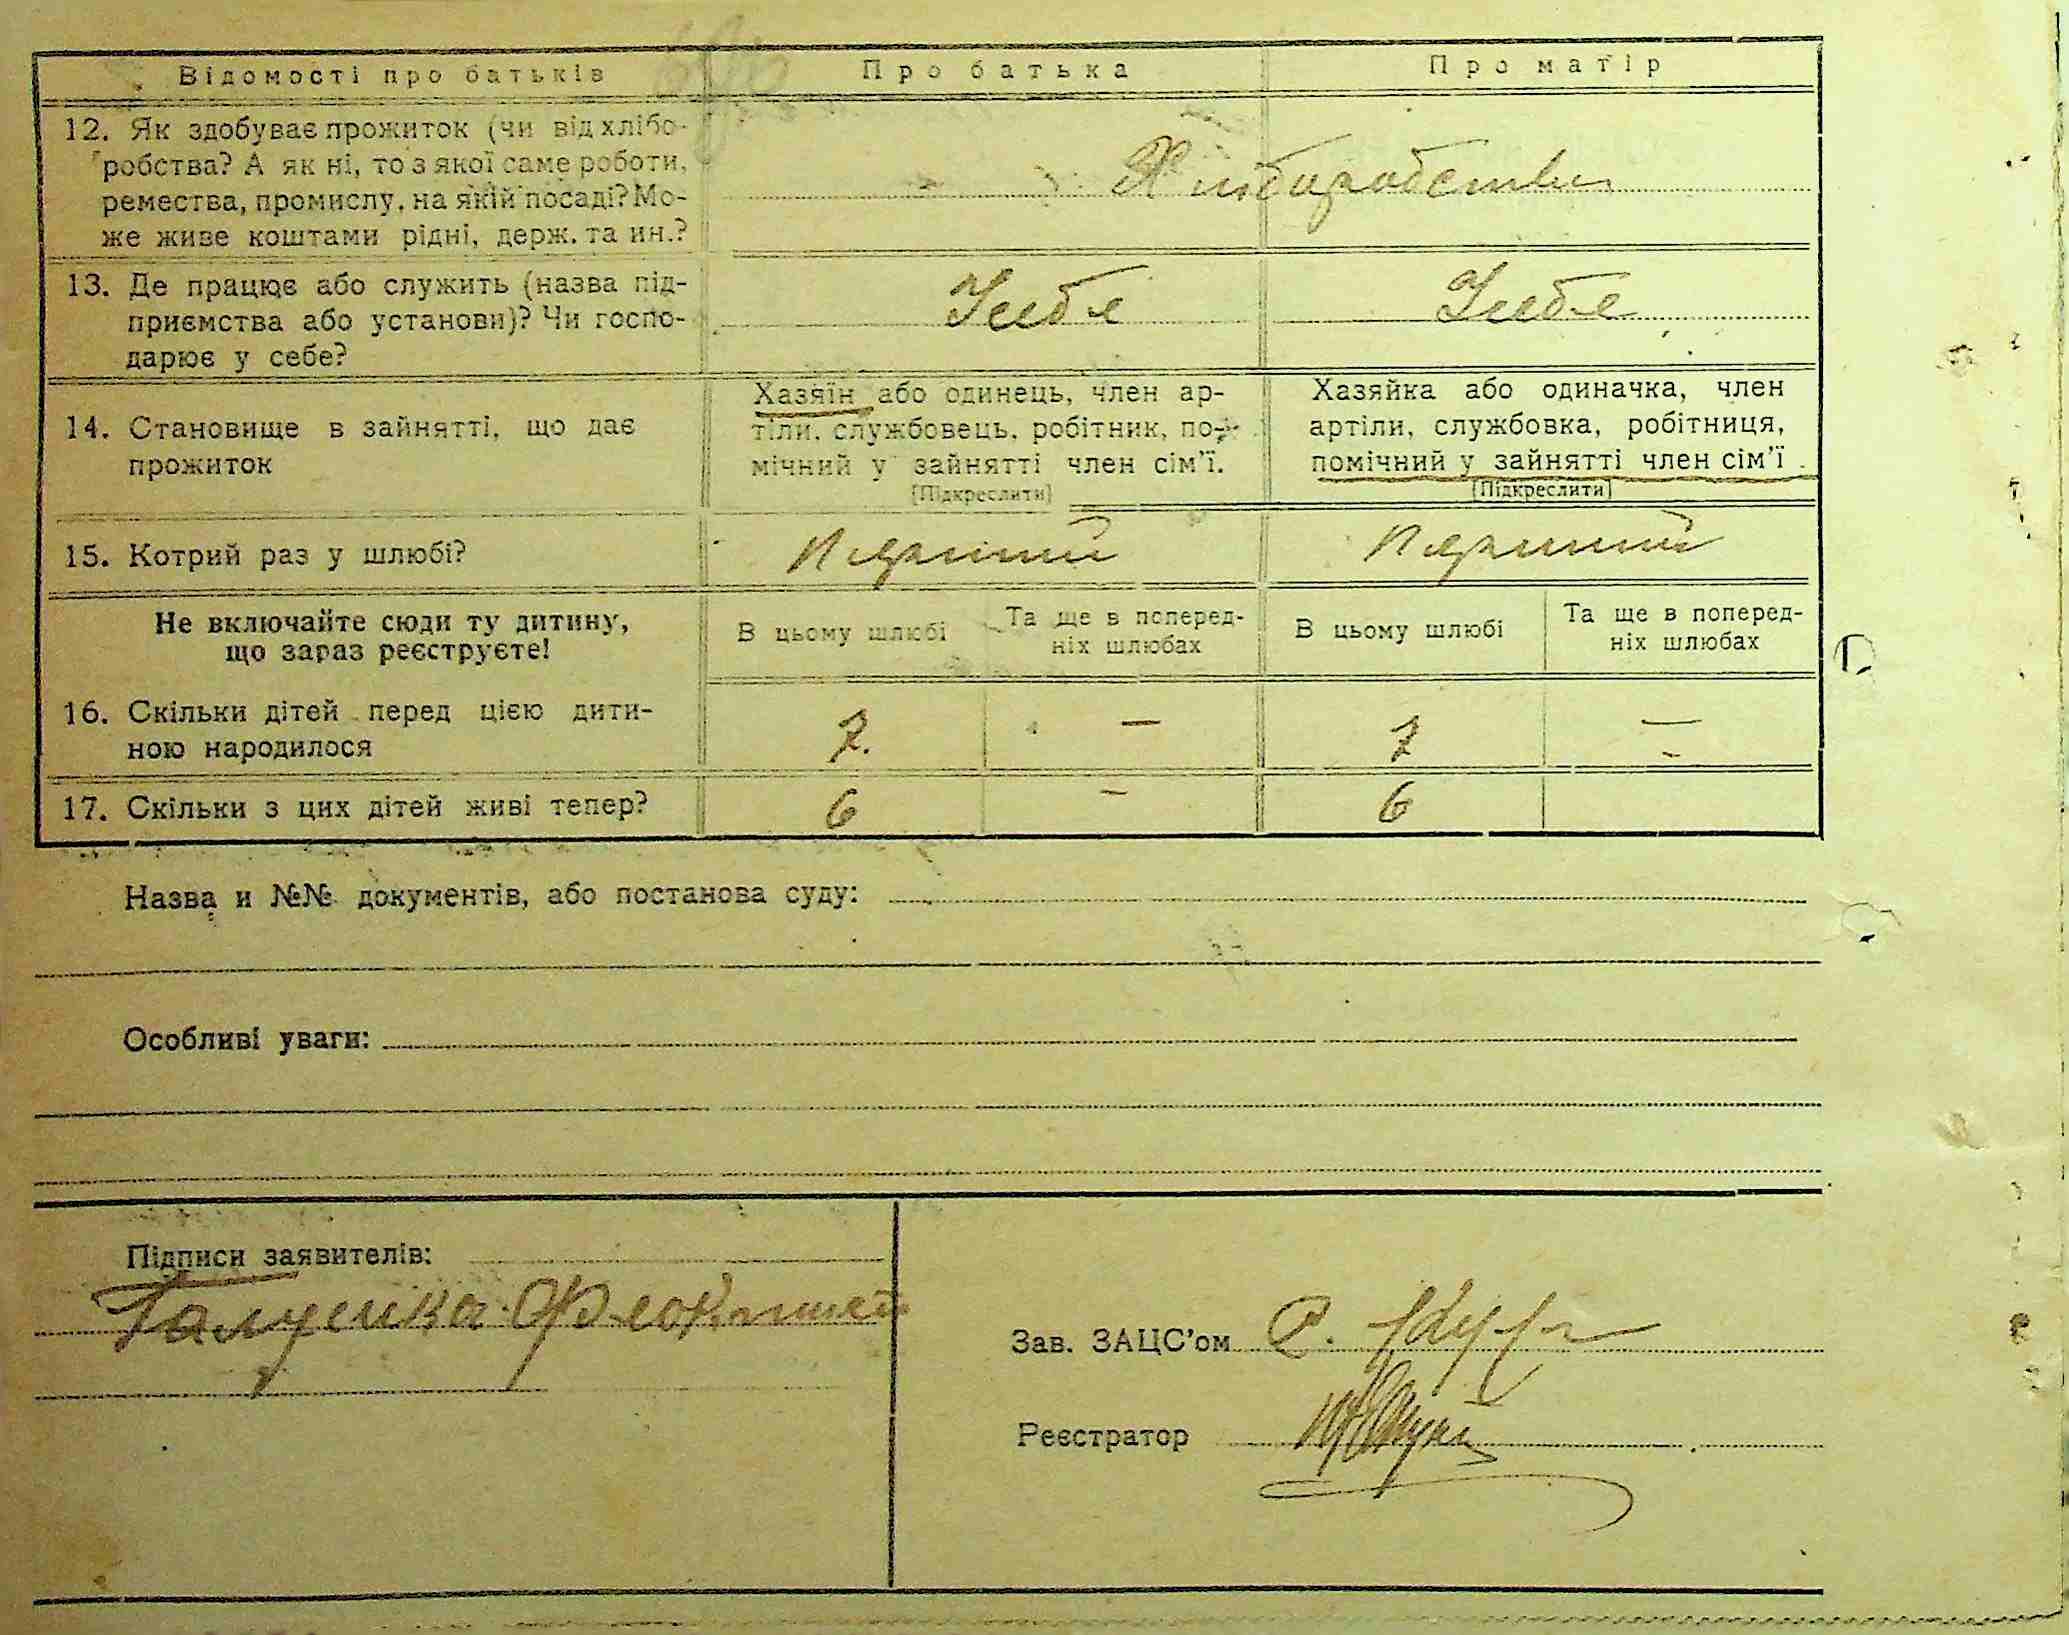 Відомості про батьків Про батька Про матір
12. Як здобуває прожиток (чи від хлібо-
робства? А як ні, то з якої саме роботи,
ремества, промислу, на якій посаді? Мо-
же живе коштами рідні, держ. та ин.?
Хліборобство
13. Де працює або служить (назва під-
приємства або установи)? Чи госпо-
дарює у себе?
Усебе Усебе
14. Становище в зайнятті, що дає
прожиток
Хазяїн або одинець, член ар-
тіли, службовець, робітник, по-
мічний у зайнятті член сім'ї.
[Підкреслити]
Хазяйка або одиначка, член
артіли, службовка, робітниця,
помічний у зайнятті член сім'ї.
[Підкреслити]
15. Котрий раз у шлюбі? Перший Перший
Не включайте сюди ту дитину,
що зараз реєструєте!
В цьому шлюбі Та ще в поперед-
ніх шлюбах
В цьому шлюбі Та ще в поперед-
ніх шлюбах
16. Скільки дітей перед цією дити-
ною народилося
7. — 7 —
17. Скільки з цих дітей живі тепер? 6 - 6
Назва и №№ документів, або постанова суду:
Особливі уваги:
Підписи заявителів:
Зав. ЗАЦС'ом
Реєстратор